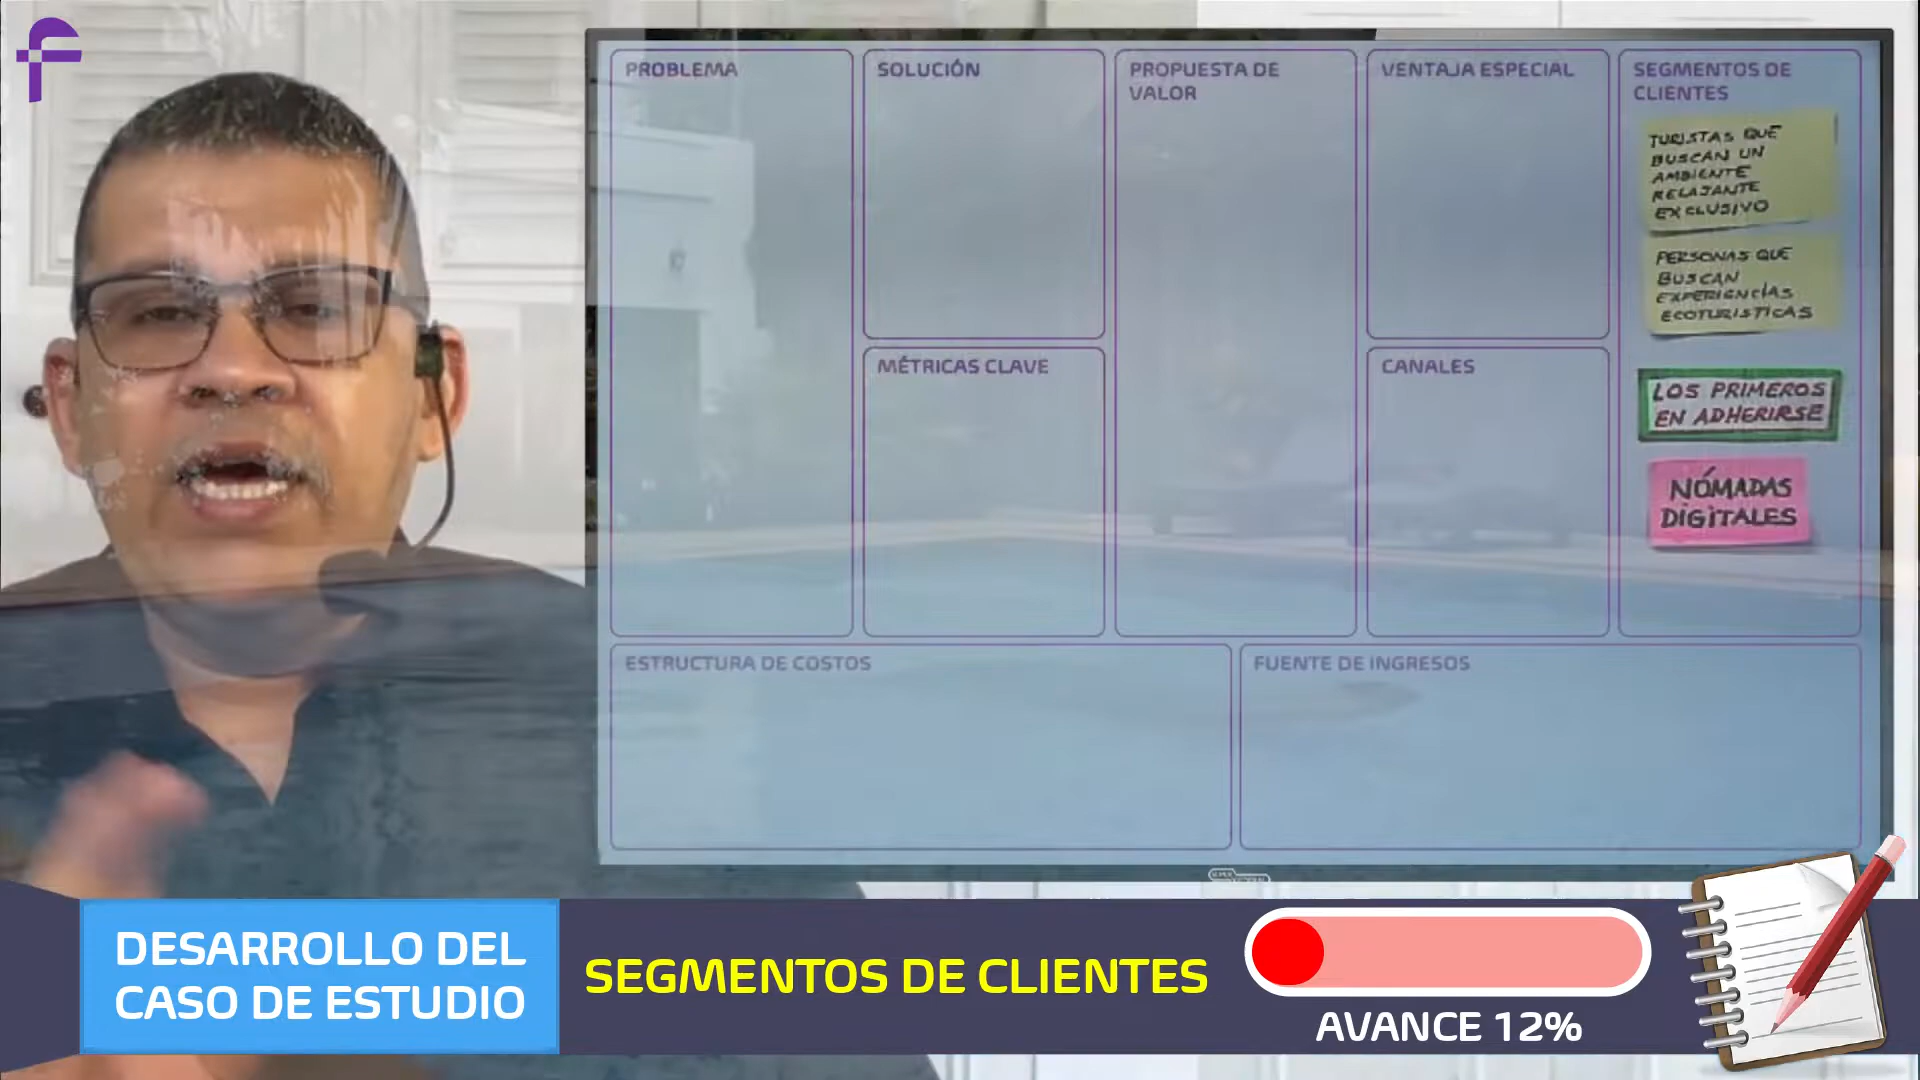 PROBLEMA
SOLUCIÓN
PROPUESTA DE
VALOR
VENTAJA ESPECIAL
SEGMENTOS DE
CLIENTES
TURISTAS QUE
BUSCAN UN
AMBIENTE
RELAJANTE
EXCLUSIVO
PERSONAS QUE
BUSCAN
EXPERIENCIAS
ECOTURISTICAS
MÉTRICAS CLAVE
CANALES
LOS PRIMEROS
EN ADHERIRSE
NÓMADAS
DIGITALES
ESTRUCTURA DE COSTOS
FUENTE DE INGRESOS
DESARROLLO DEL
CASO DE ESTUDIO
SEGMENTOS DE CLIENTES
AVANCE 12%